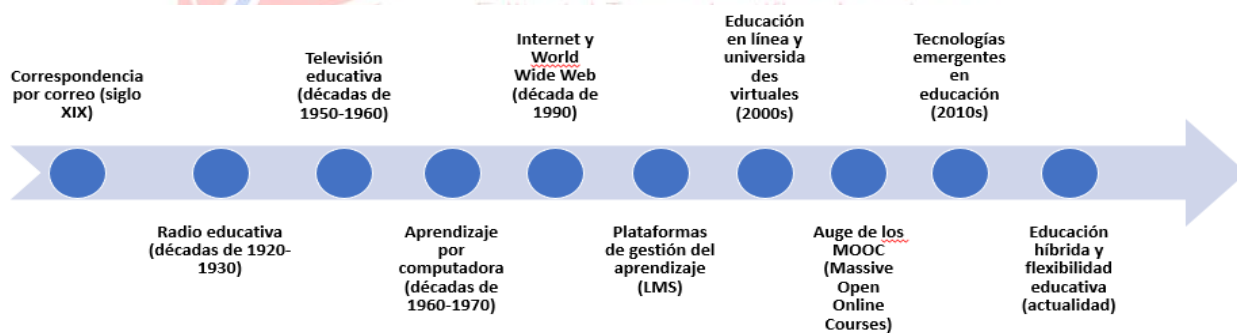 Correspondencia
por correo (siglo
XIX)
Radio educativa
(décadas de 1920-
1930)
Televisión
educativa
(décadas de
1950-1960)
Aprendizaje
por
computadora
(décadas de
1960-1970)
Internet y
World
Wide Web
(década de
1990)
Plataformas
de gestión del
aprendizaje
(LMS)
Educación
en línea y
universida
des
virtuales
(2000s)
Auge de los
MOOC
(Massive
Open
Online
Courses)
Tecnologías
emergentes
en
educación
(2010s)
Educación
híbrida y
flexibilidad
educativa
(actualidad)